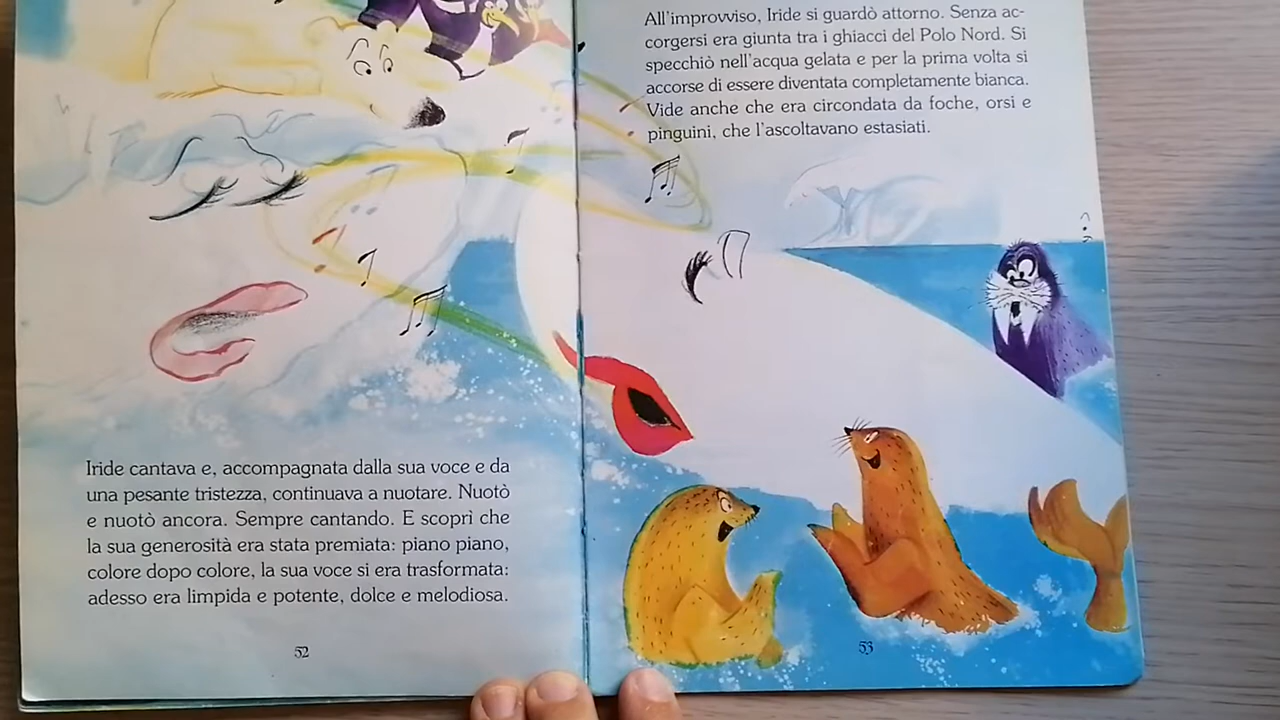 Iride cantava e, accompagnata dalla sua voce e da
una pesante tristezza, continuava a nuotare. Nuotò
e nuotò ancora. Sempre cantando. E scoprì che
la sua generosità era stata premiata: piano piano,
colore dopo colore, la sua voce si era trasformata:
adesso era limpida e potente, dolce e melodiosa.
52
All'improvviso, Iride si guardò attorno. Senza ac-
corgersi era giunta tra i ghiacci del Polo Nord. Si
specchiò nell'acqua gelata e per la prima volta si
accorse di essere diventata completamente bianca.
Vide anche che era circondata da foche, orsi e
pinguini, che l'ascoltavano estasiati.
53